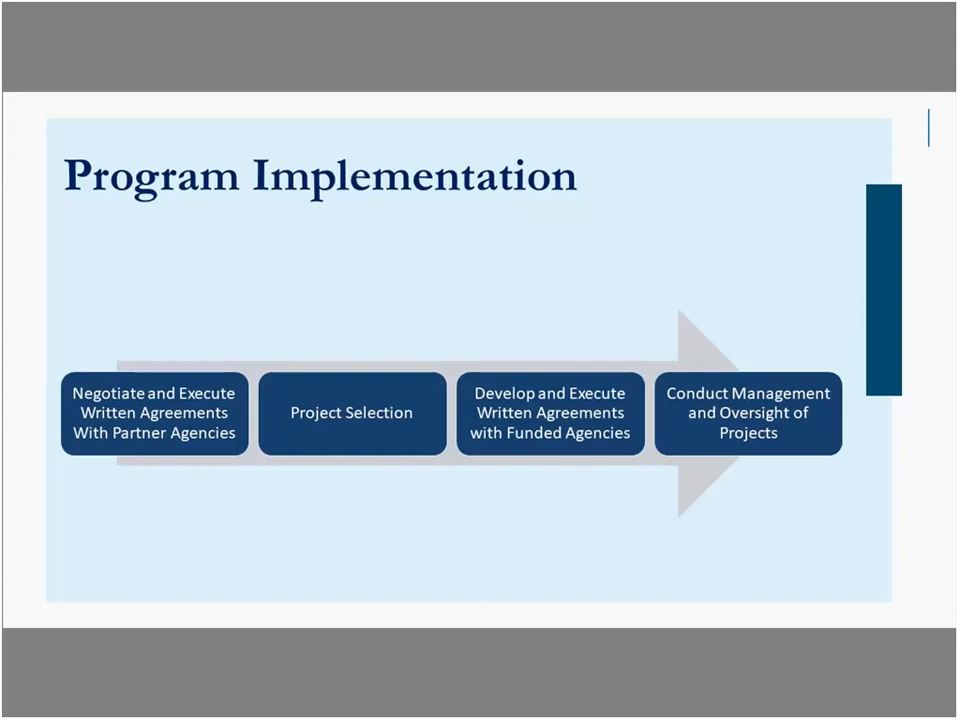 Program Implementation
Negotiate and Execute
Written Agreements
With Partner Agencies
Project Selection
Develop and Execute
Written Agreements
with Funded Agencies
Conduct Management
and Oversight of
Projects